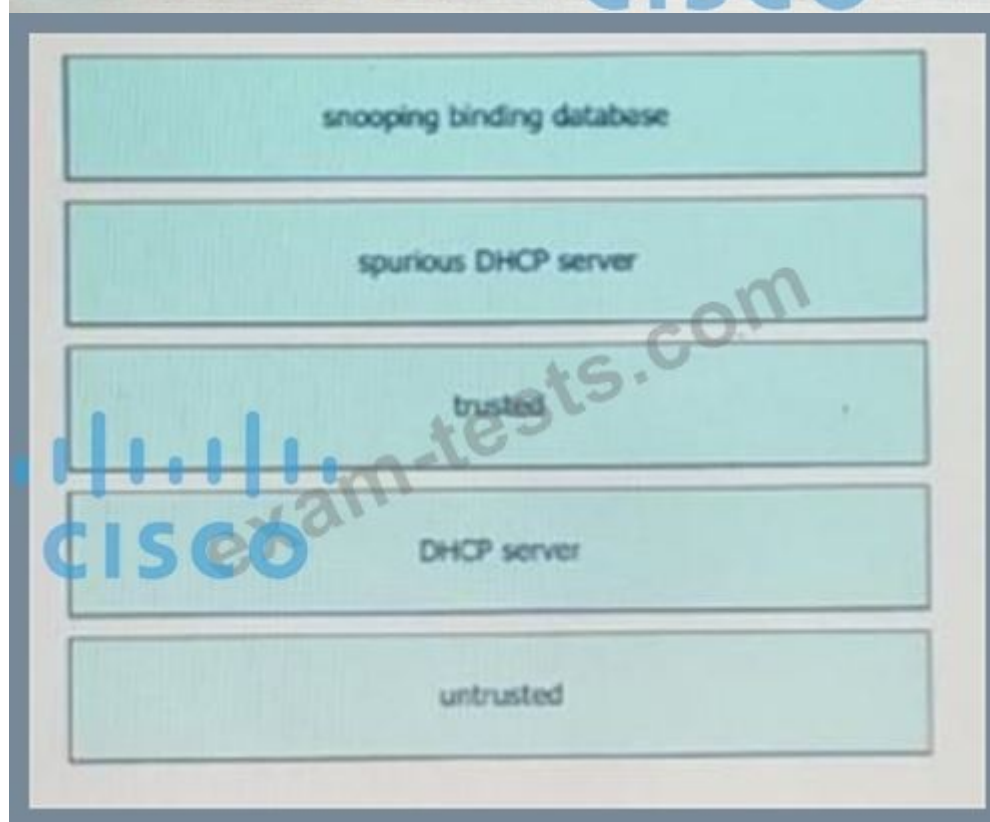 snooping binding database
spurious DHCP server
trusted
DHCP server
untrusted
exam-tests.com
CISCO